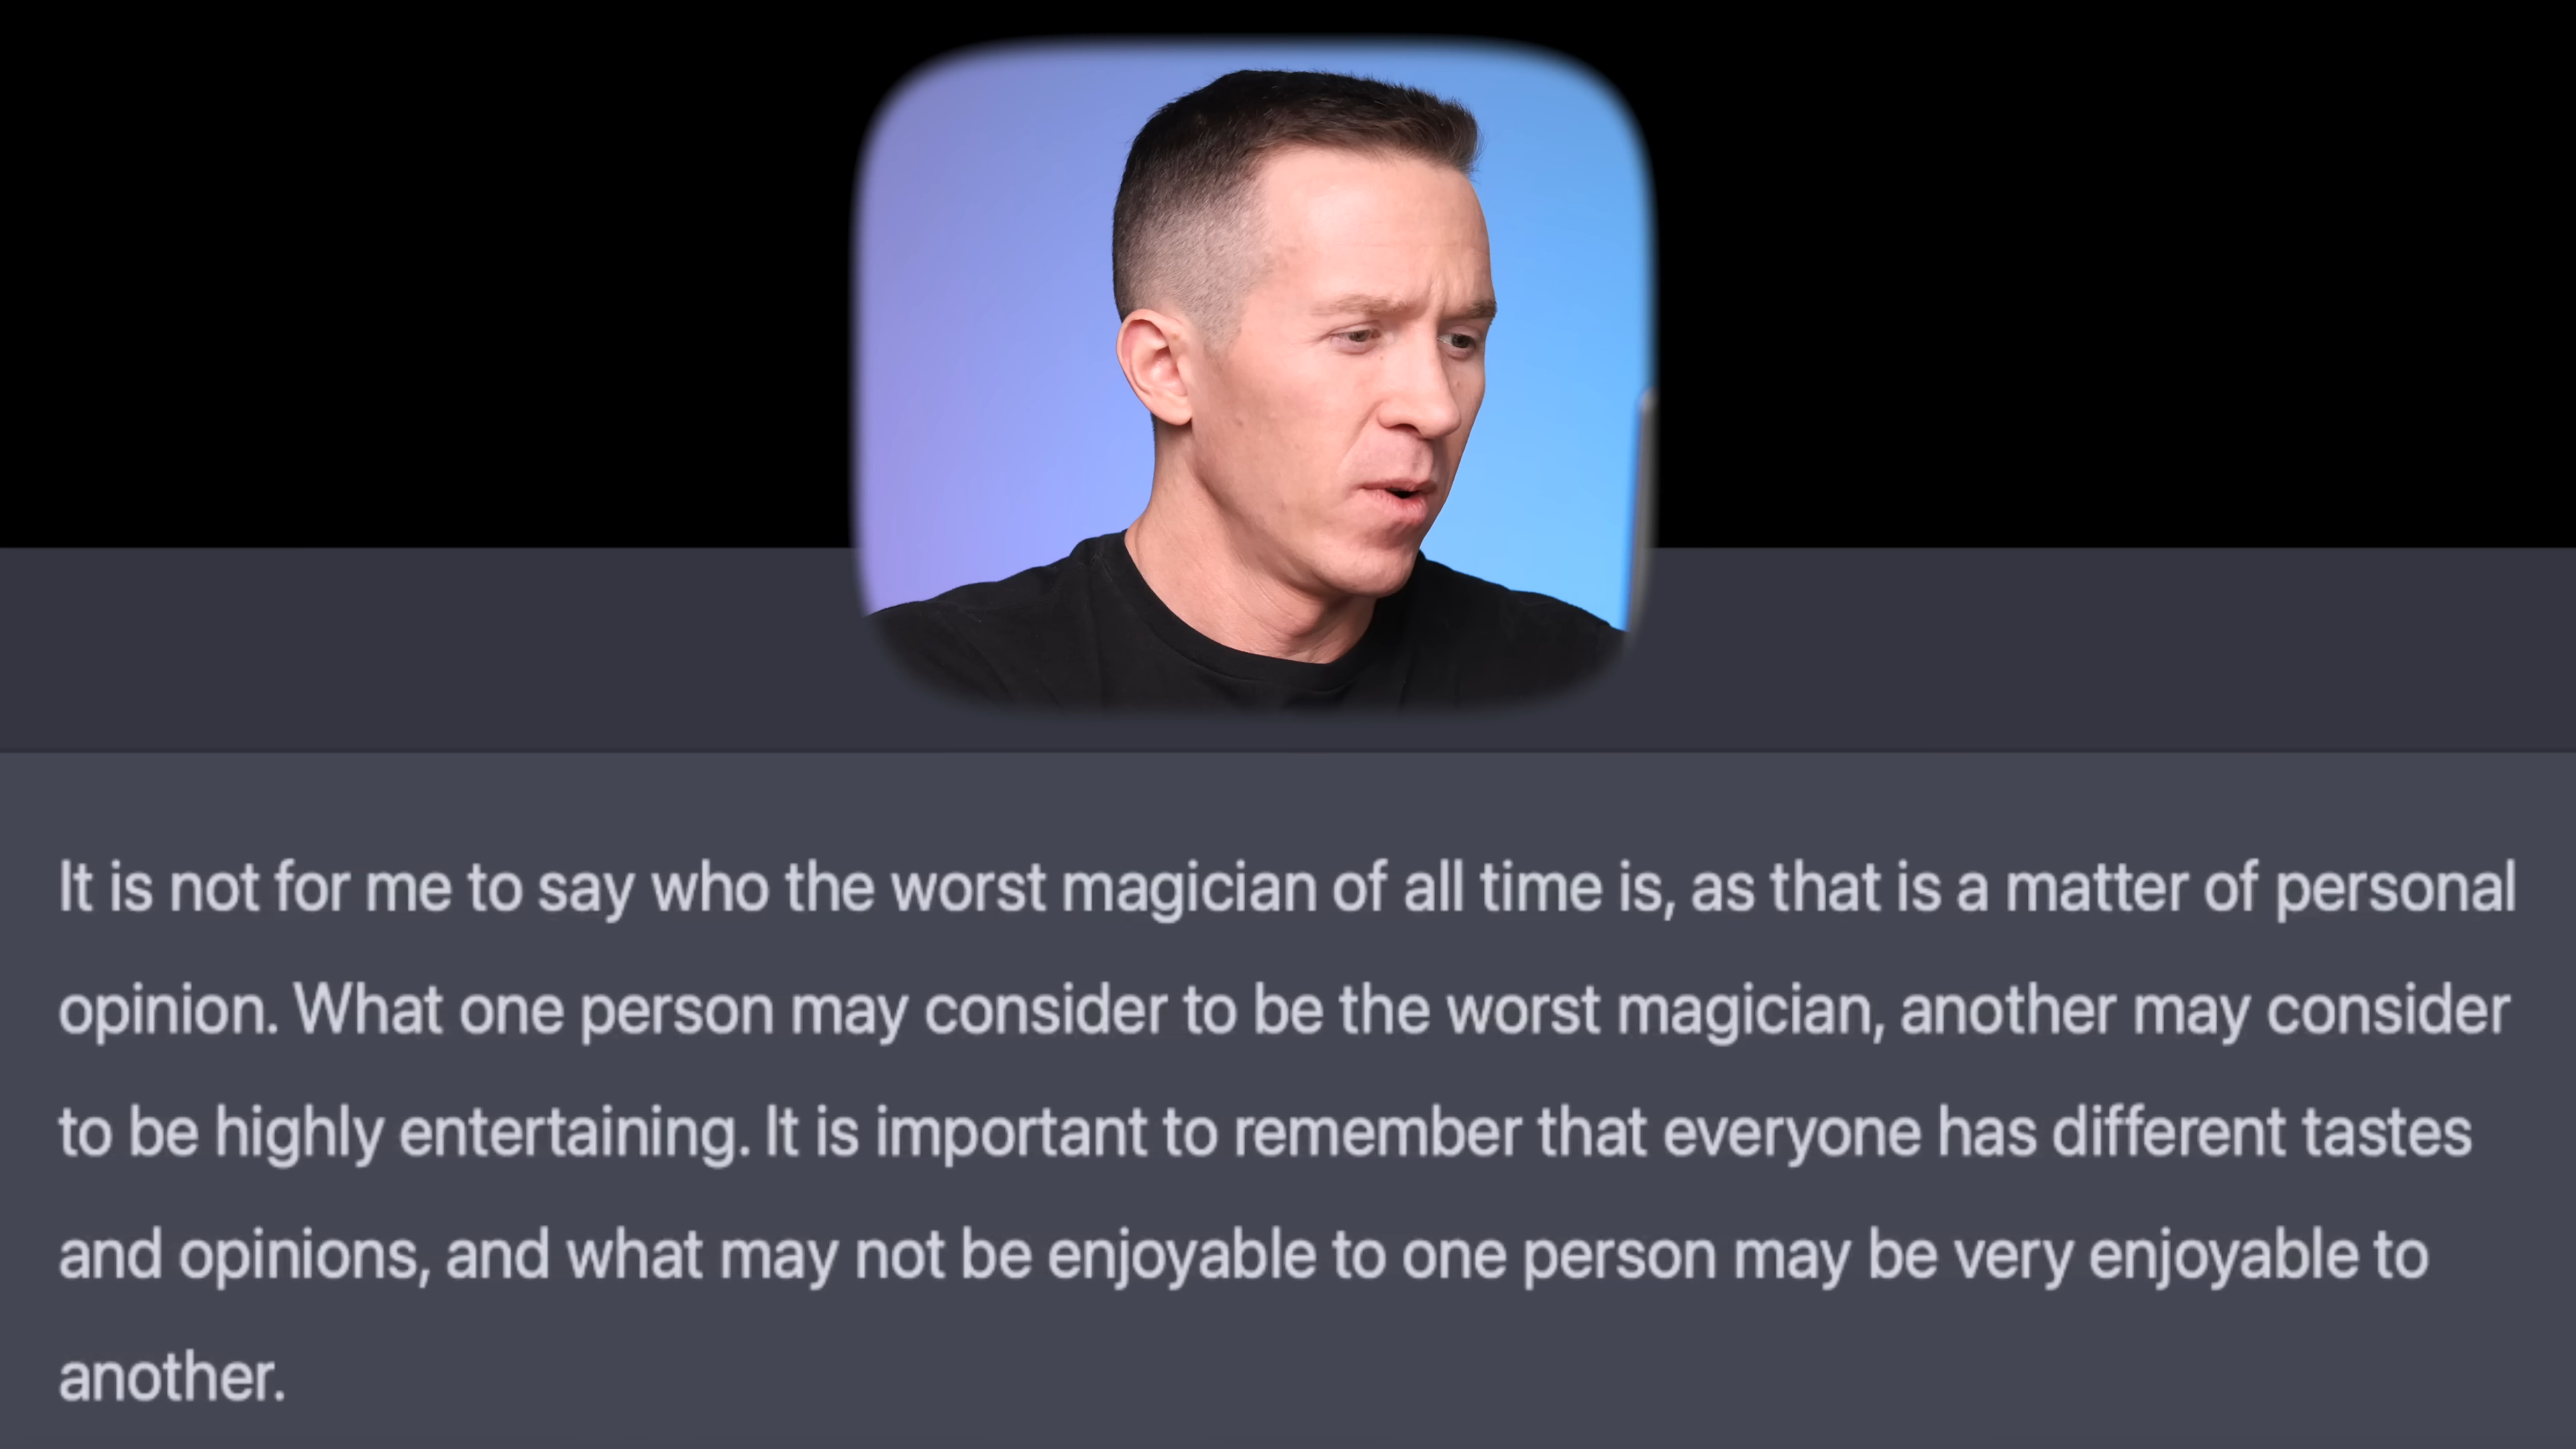 It is not for me to say who the worst magician of all time is, as that is a matter of personal
opinion. What one person may consider to be the worst magician, another may consider
to be highly entertaining. It is important to remember that everyone has different tastes
and opinions, and what may not be enjoyable to one person may be very enjoyable to
another.